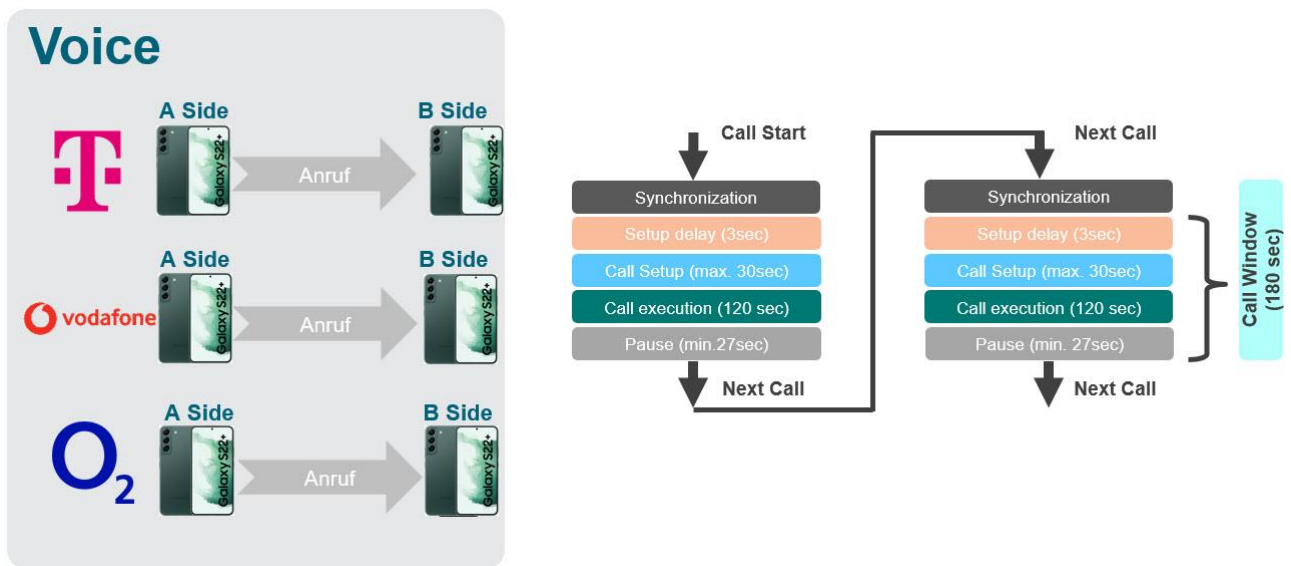 Voice
A Side
B Side
T
Anruf
Galaxy S22+
Galaxy S22+
A Side
B Side
vodafone
Anruf
Galaxy S22+
Galaxy S22+
A Side
B Side
O2
Anruf
Galaxy S22+
Galaxy S22+
Call Start
Synchronization
Setup delay (3sec)
Call Setup (max. 30sec)
Call execution (120 sec)
Pause (min.27sec)
Next Call
Next Call
Synchronization
Setup delay (3sec)
Call Setup (max. 30sec)
Call execution (120 sec)
Pause (min. 27sec)
Next Call
Call Window
(180 sec)